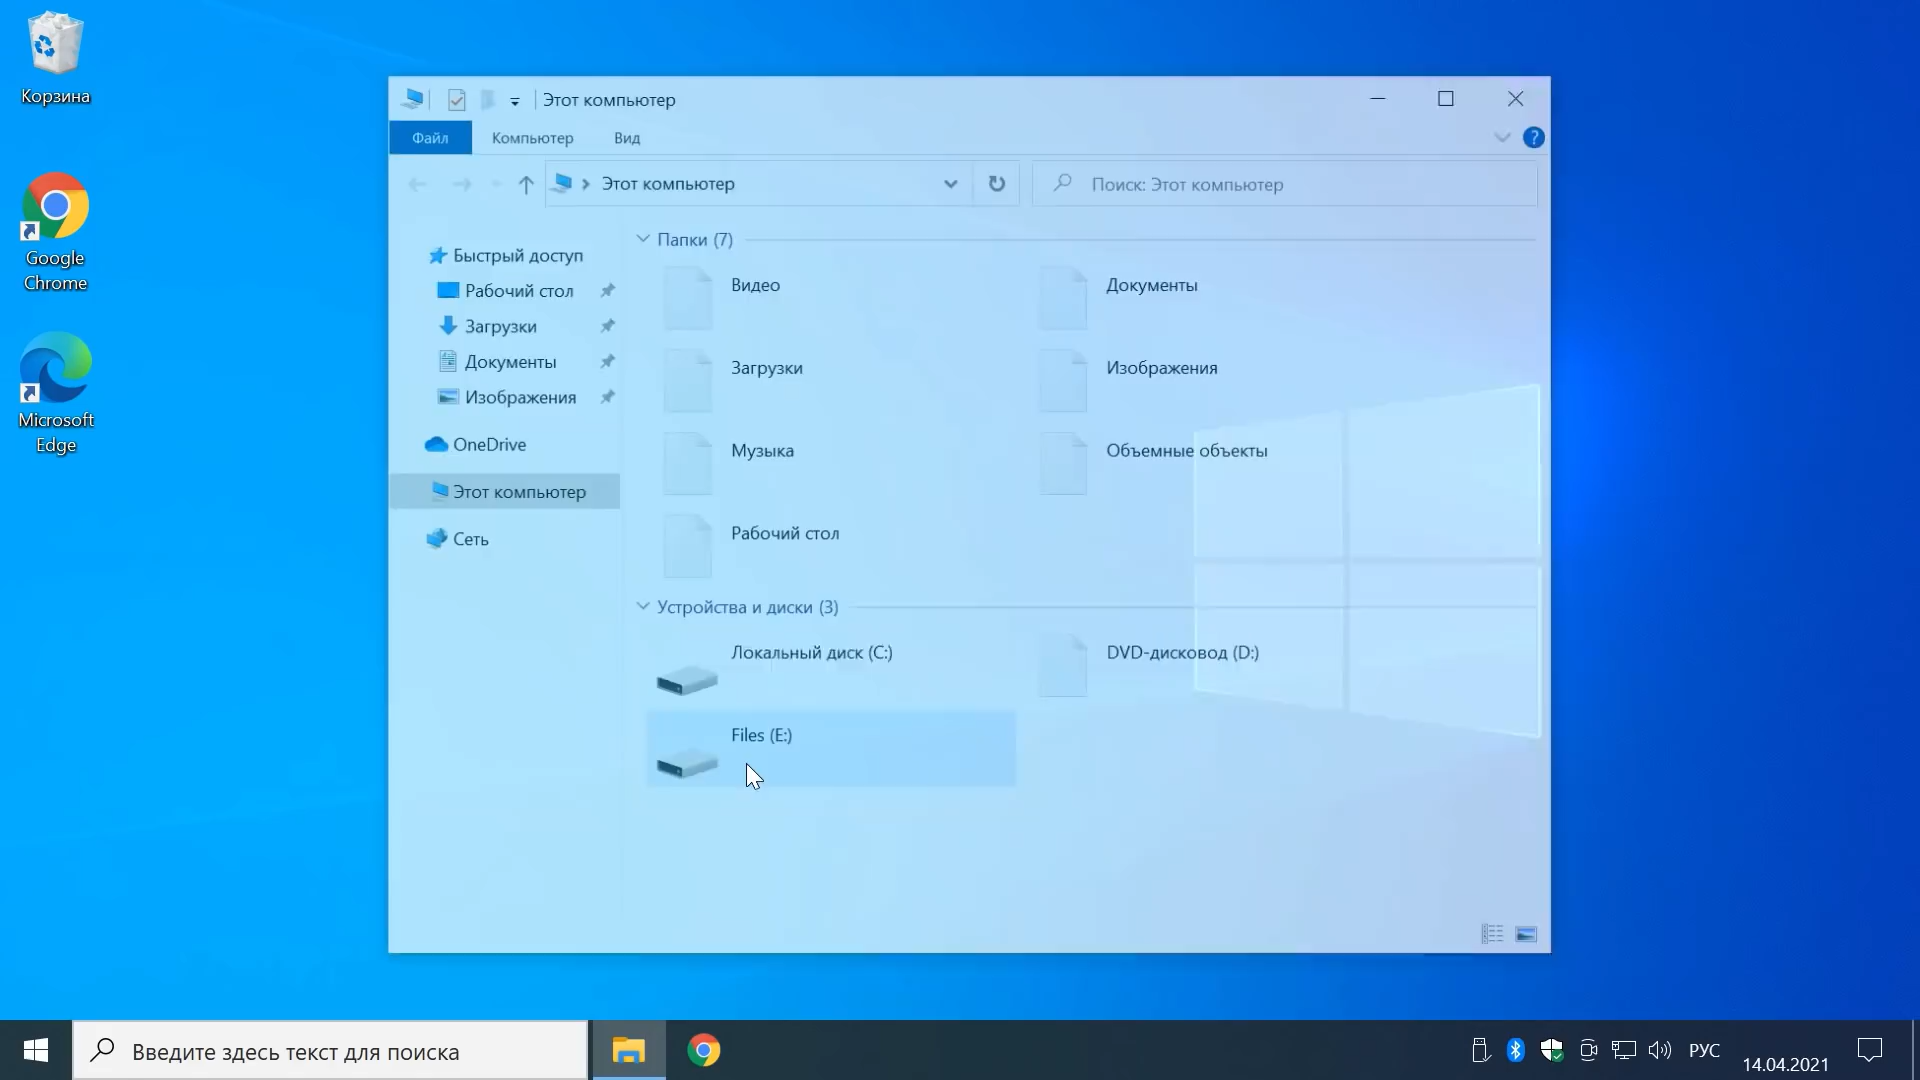 Корзина
Google
Chrome
Microsoft
Edge
Этот компьютер
Файл
Компьютер
Вид
?
Этот компьютер
Поиск: Этот компьютер
Быстрый доступ
Рабочий стол
Загрузки
Документы
Изображения
OneDrive
Этот компьютер
Сеть
Папки (7)
Видео
Документы
Загрузки
Изображения
Музыка
Объемные объекты
Рабочий стол
Устройства и диски (3)
Локальный диск (C:)
DVD-дисковод (D:)
Files (E:)
Введите здесь текст для поиска
РУС
14.04.2021